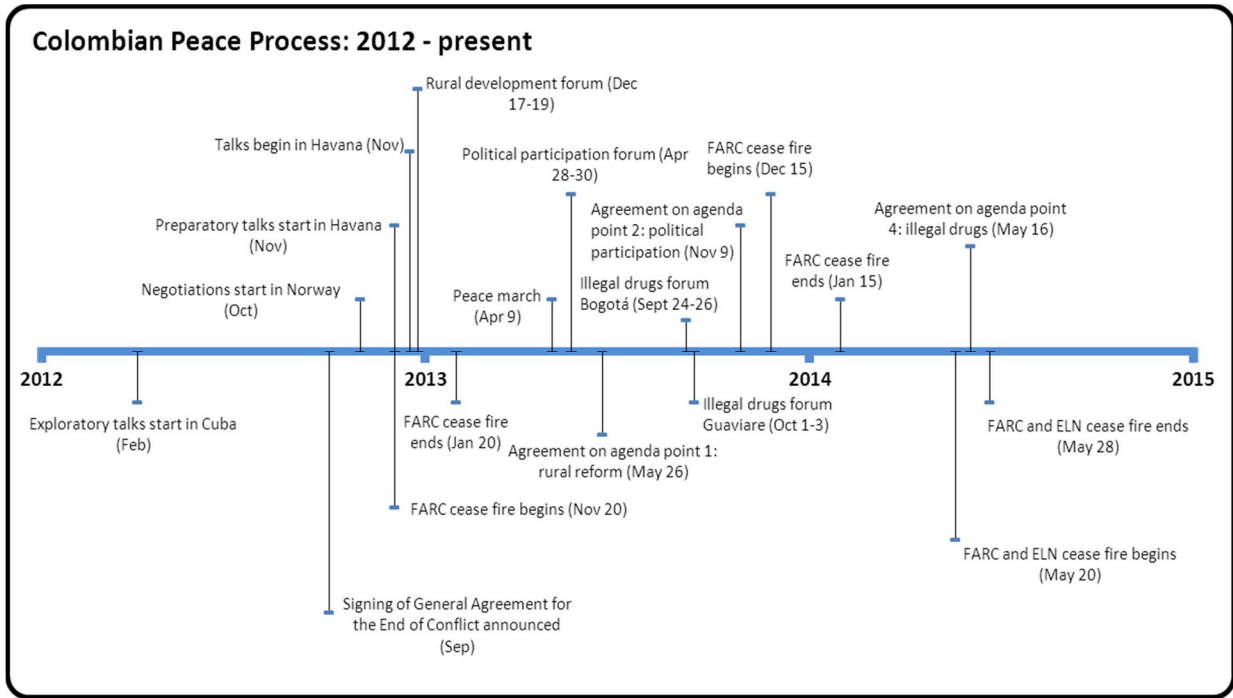 Colombian Peace Process: 2012 - present
Rural development forum (Dec
17-19)
Talks begin in Havana (Nov)
Political participation forum (Apr
28-30)
FARC cease fire
begins (Dec 15)
Preparatory talks start in Havana
(Nov)
Agreement on agenda
point 2: political
participation (Nov 9)
Agreement on agenda point
4: illegal drugs (May 16)
FARC cease fire
ends (Jan 15)
Negotiations start in Norway
(Oct)
Peace march
(Apr 9)
Illegal drugs forum
Bogotá (Sept 24-26)
2012
2013
2014
2015
Exploratory talks start in Cuba
(Feb)
FARC cease fire
ends (Jan 20)
Agreement on agenda point 1:
rural reform (May 26)
Illegal drugs forum
Guaviare (Oct 1-3)
FARC and ELN cease fire ends
(May 28)
FARC cease fire begins (Nov 20)
FARC and ELN cease fire begins
(May 20)
Signing of General Agreement for
the End of Conflict announced
(Sep)